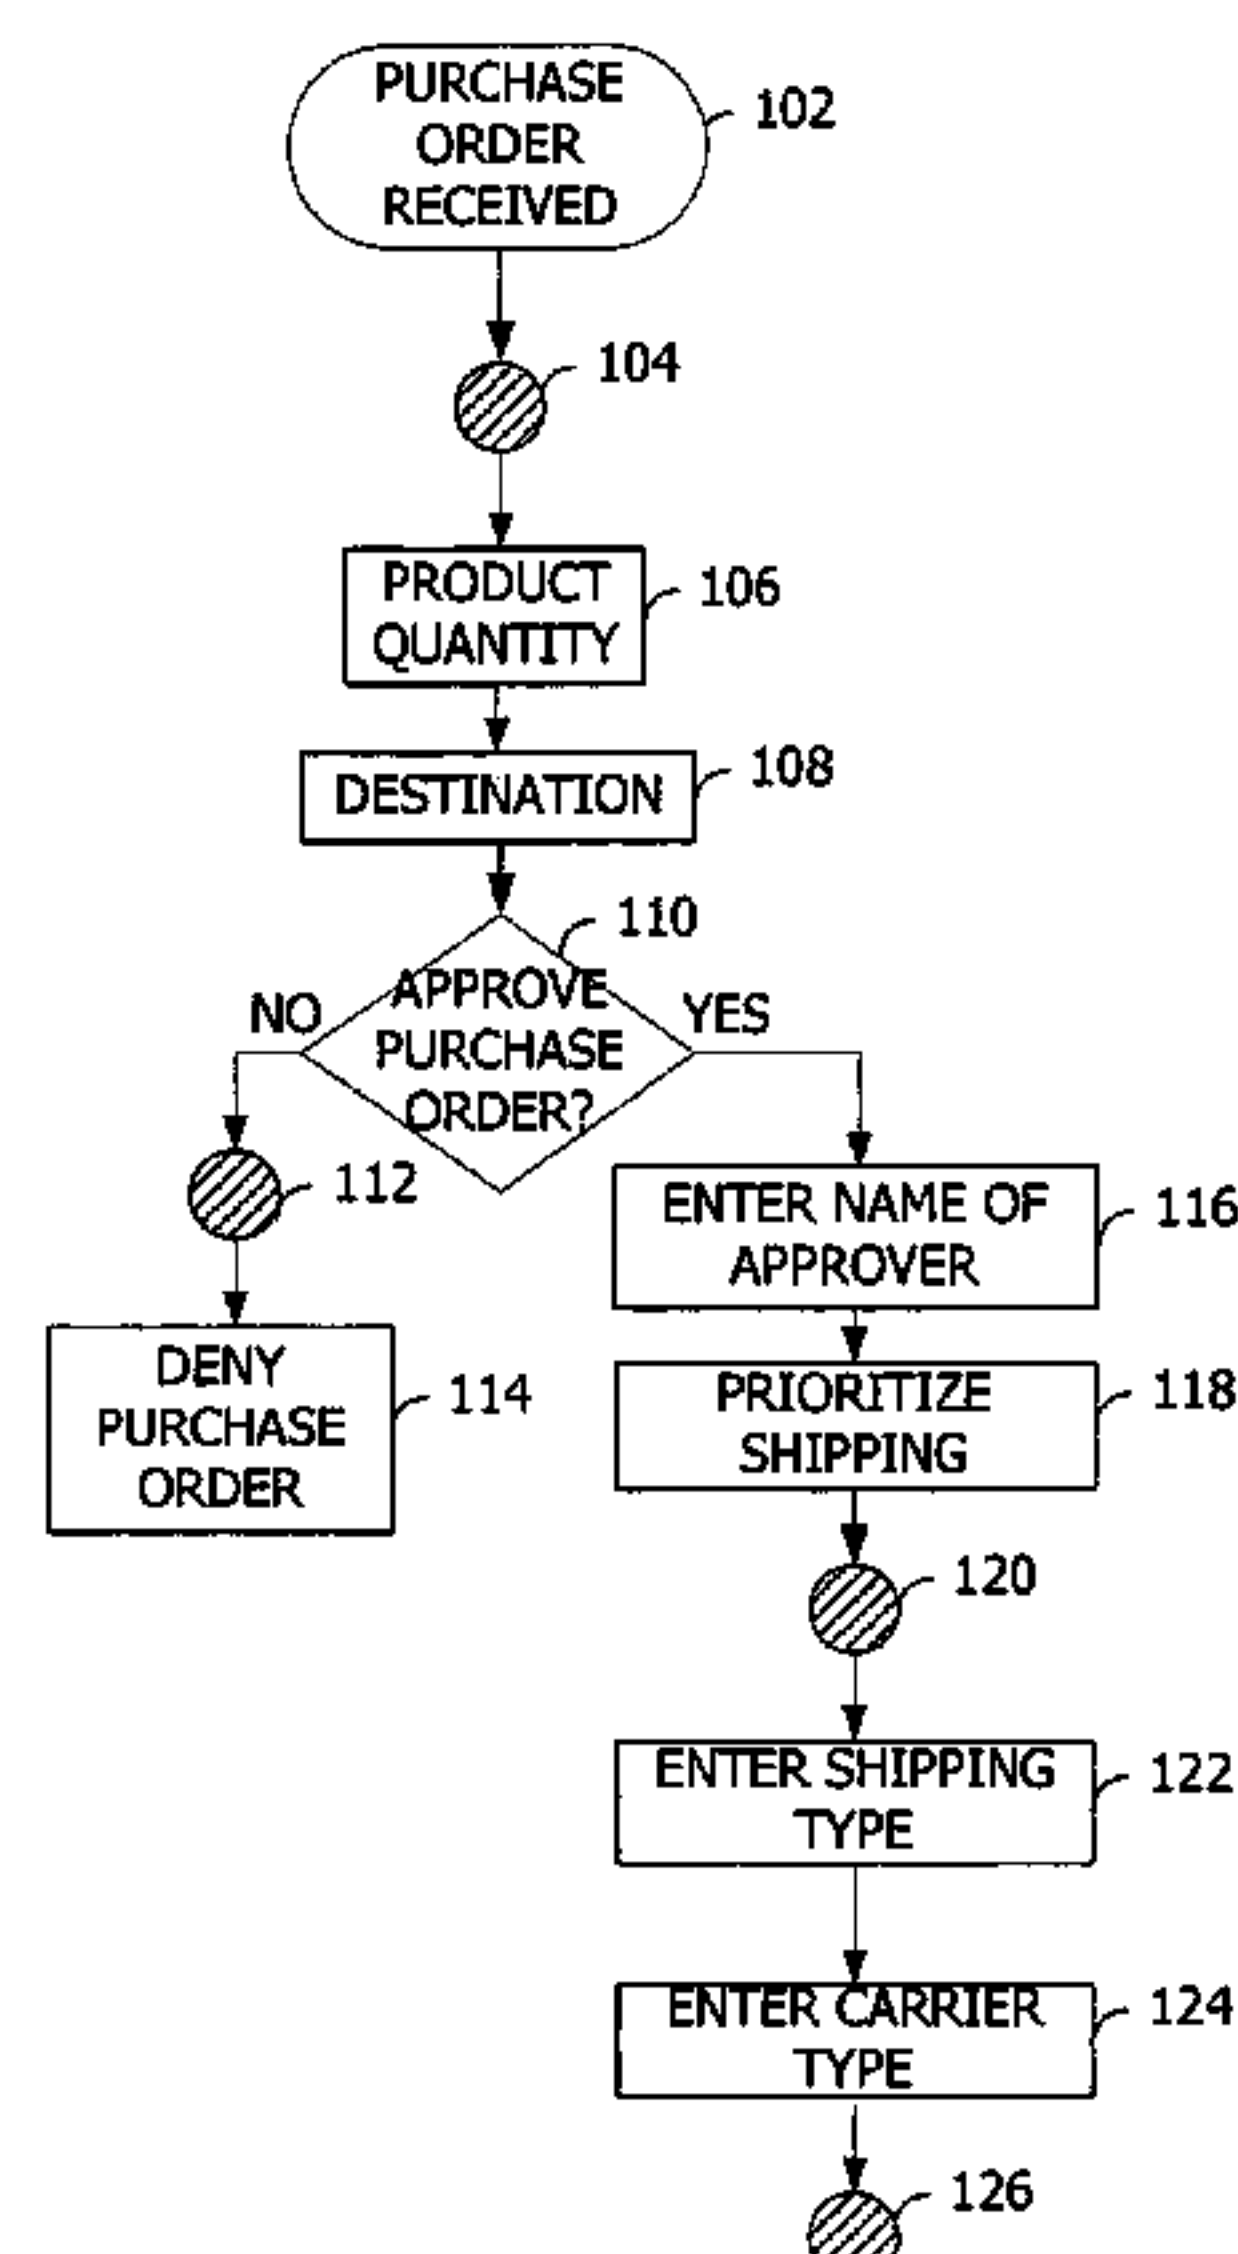 PURCHASE
ORDER
RECEIVED
102
104
PRODUCT
QUANTITY
106
DESTINATION
108
110
APPROVE
PURCHASE
ORDER?
NO
YES
112
ENTER NAME OF
APPROVER
116
DENY
PURCHASE
ORDER
114
PRIORITIZE
SHIPPING
118
120
ENTER SHIPPING
TYPE
122
ENTER CARRIER
TYPE
124
126